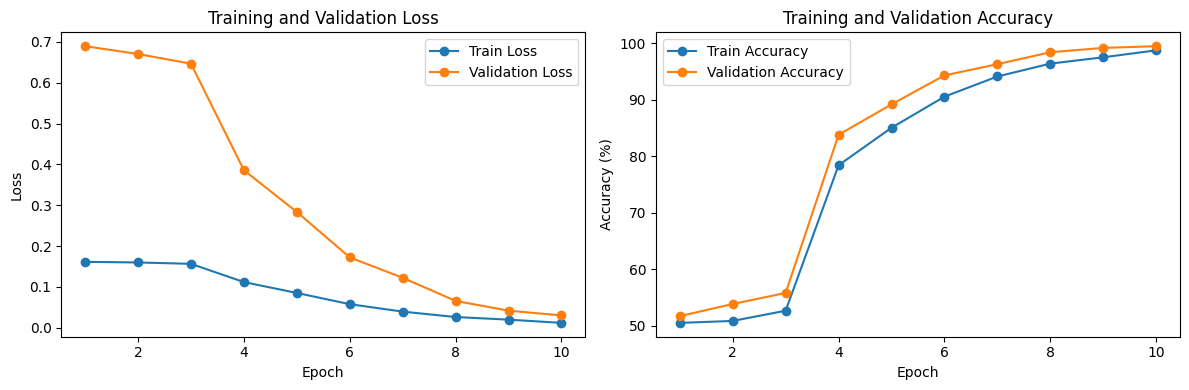 Training and Validation Loss
0.7
0.6
0.5
0.4
0.3
0.2
0.1
0.0
Loss
Train Loss
Validation Loss
2
4
6
8
10
Epoch
Training and Validation Accuracy
100
90
80
70
60
50
Accuracy (%)
Train Accuracy
Validation Accuracy
2
4
6
8
10
Epoch